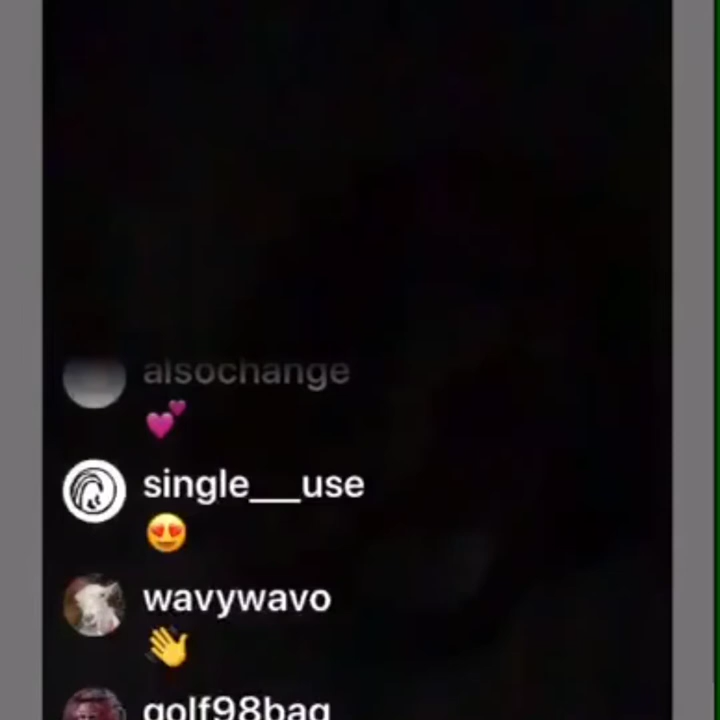 alsochange
💕
single___use
😍
wavywavo
👋
golf98bag